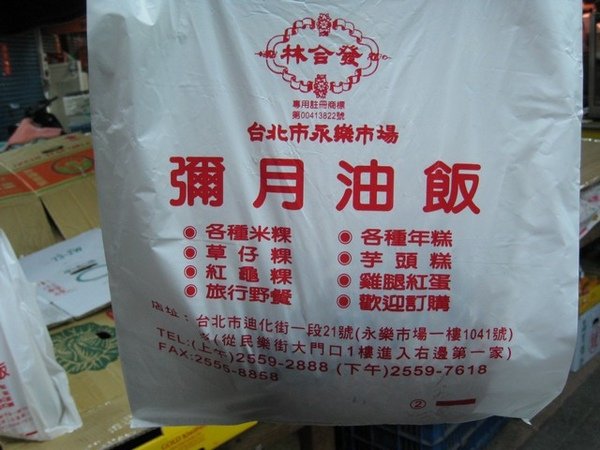 林合發
專用註冊商標
第00413822號
台北市永樂市場
彌月油飯
◉ 各種米粿 ◉ 各種年糕
◉ 草仔粿 ◉ 芋頭糕
◉ 紅龜粿 ◉ 雞腿紅蛋
◉ 旅行野餐 ◉ 歡迎訂購
店址：台北市迪化街一段21號(永樂市場一樓1041號)
(從民樂街大門口1樓進入右邊第一家)
TEL:(上午)2559-2888 (下午)2559-7618
FAX:2555-8858
②